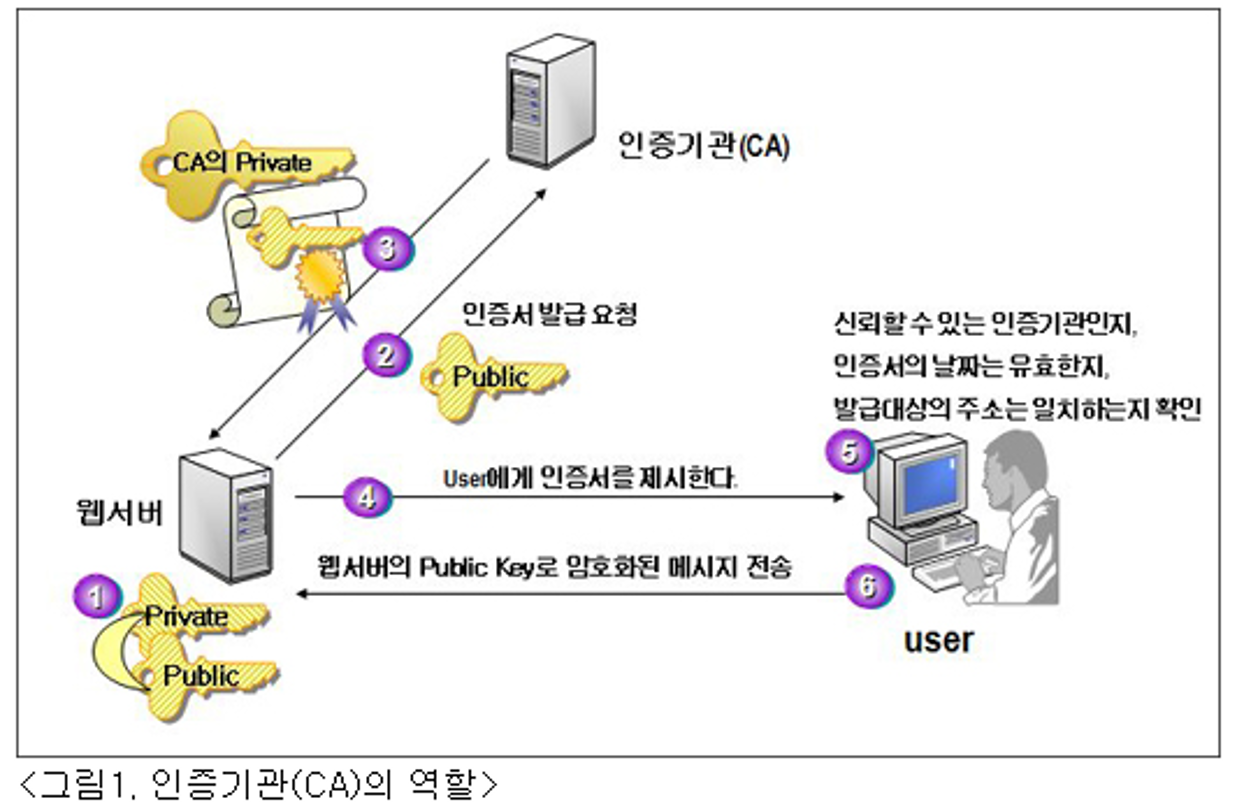 인증기관(CA)
CA의 Private
3
인증서 발급 요청
2
Public
신뢰할 수 있는 인증기관인지,
인증서의 날짜는 유효한지,
발급대상의 주소는 일치하는지 확인
5
User에게 인증서를 제시한다.
4
웹서버
웹서버의 Public Key로 암호화된 메시지 전송
6
1
Private
Public
user
<그림1. 인증기관(CA)의 역할>